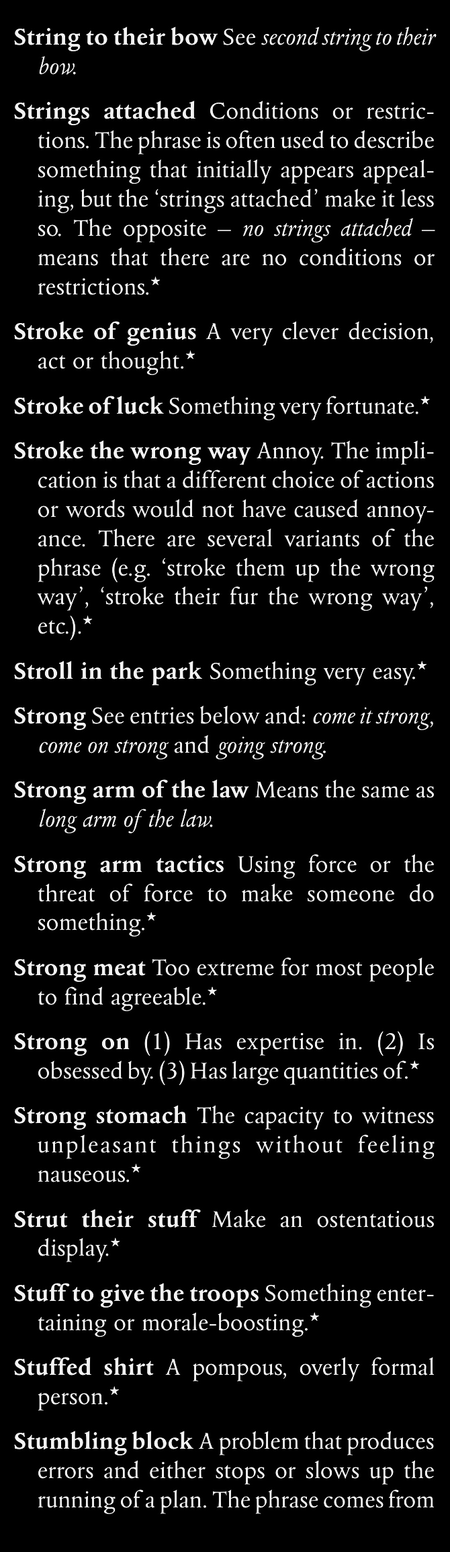 String to their bow See second string to their
bow.
Strings attached Conditions or restric-
tions. The phrase is often used to describe
something that initially appears appeal-
ing, but the ‘strings attached’ make it less
so. The opposite – no strings attached –
means that there are no conditions or
restrictions.★
Stroke of genius A very clever decision,
act or thought.★
Stroke of luck Something very fortunate.★
Stroke the wrong way Annoy. The impli-
cation is that a different choice of actions
or words would not have caused annoy-
ance. There are several variants of the
phrase (e.g. ‘stroke them up the wrong
way’, ‘stroke their fur the wrong way’,
etc.).★
Stroll in the park Something very easy.★
Strong See entries below and: come it strong,
come on strong and going strong.
Strong arm of the law Means the same as
long arm of the law.
Strong arm tactics Using force or the
threat of force to make someone do
something.★
Strong meat Too extreme for most people
to find agreeable.★
Strong on (1) Has expertise in. (2) Is
obsessed by. (3) Has large quantities of.★
Strong stomach The capacity to witness
unpleasant things without feeling
nauseous.★
Strut their stuff Make an ostentatious
display.★
Stuff to give the troops Something enter-
taining or morale-boosting.★
Stuffed shirt A pompous, overly formal
person.★
Stumbling block A problem that produces
errors and either stops or slows up the
running of a plan. The phrase comes from